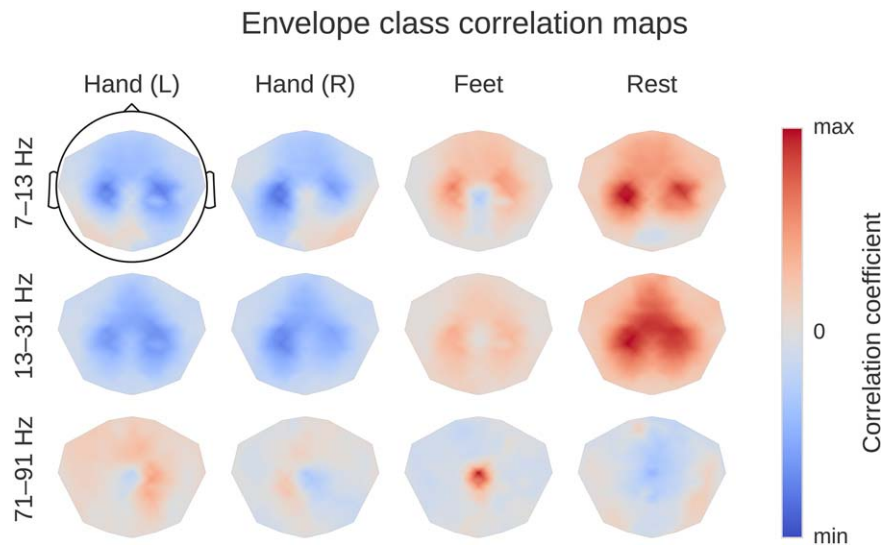 Envelope class correlation maps
Hand (L) Hand (R) Feet Rest
7–13 Hz
13–31 Hz
71–91 Hz
max
0
min
Correlation coefficient